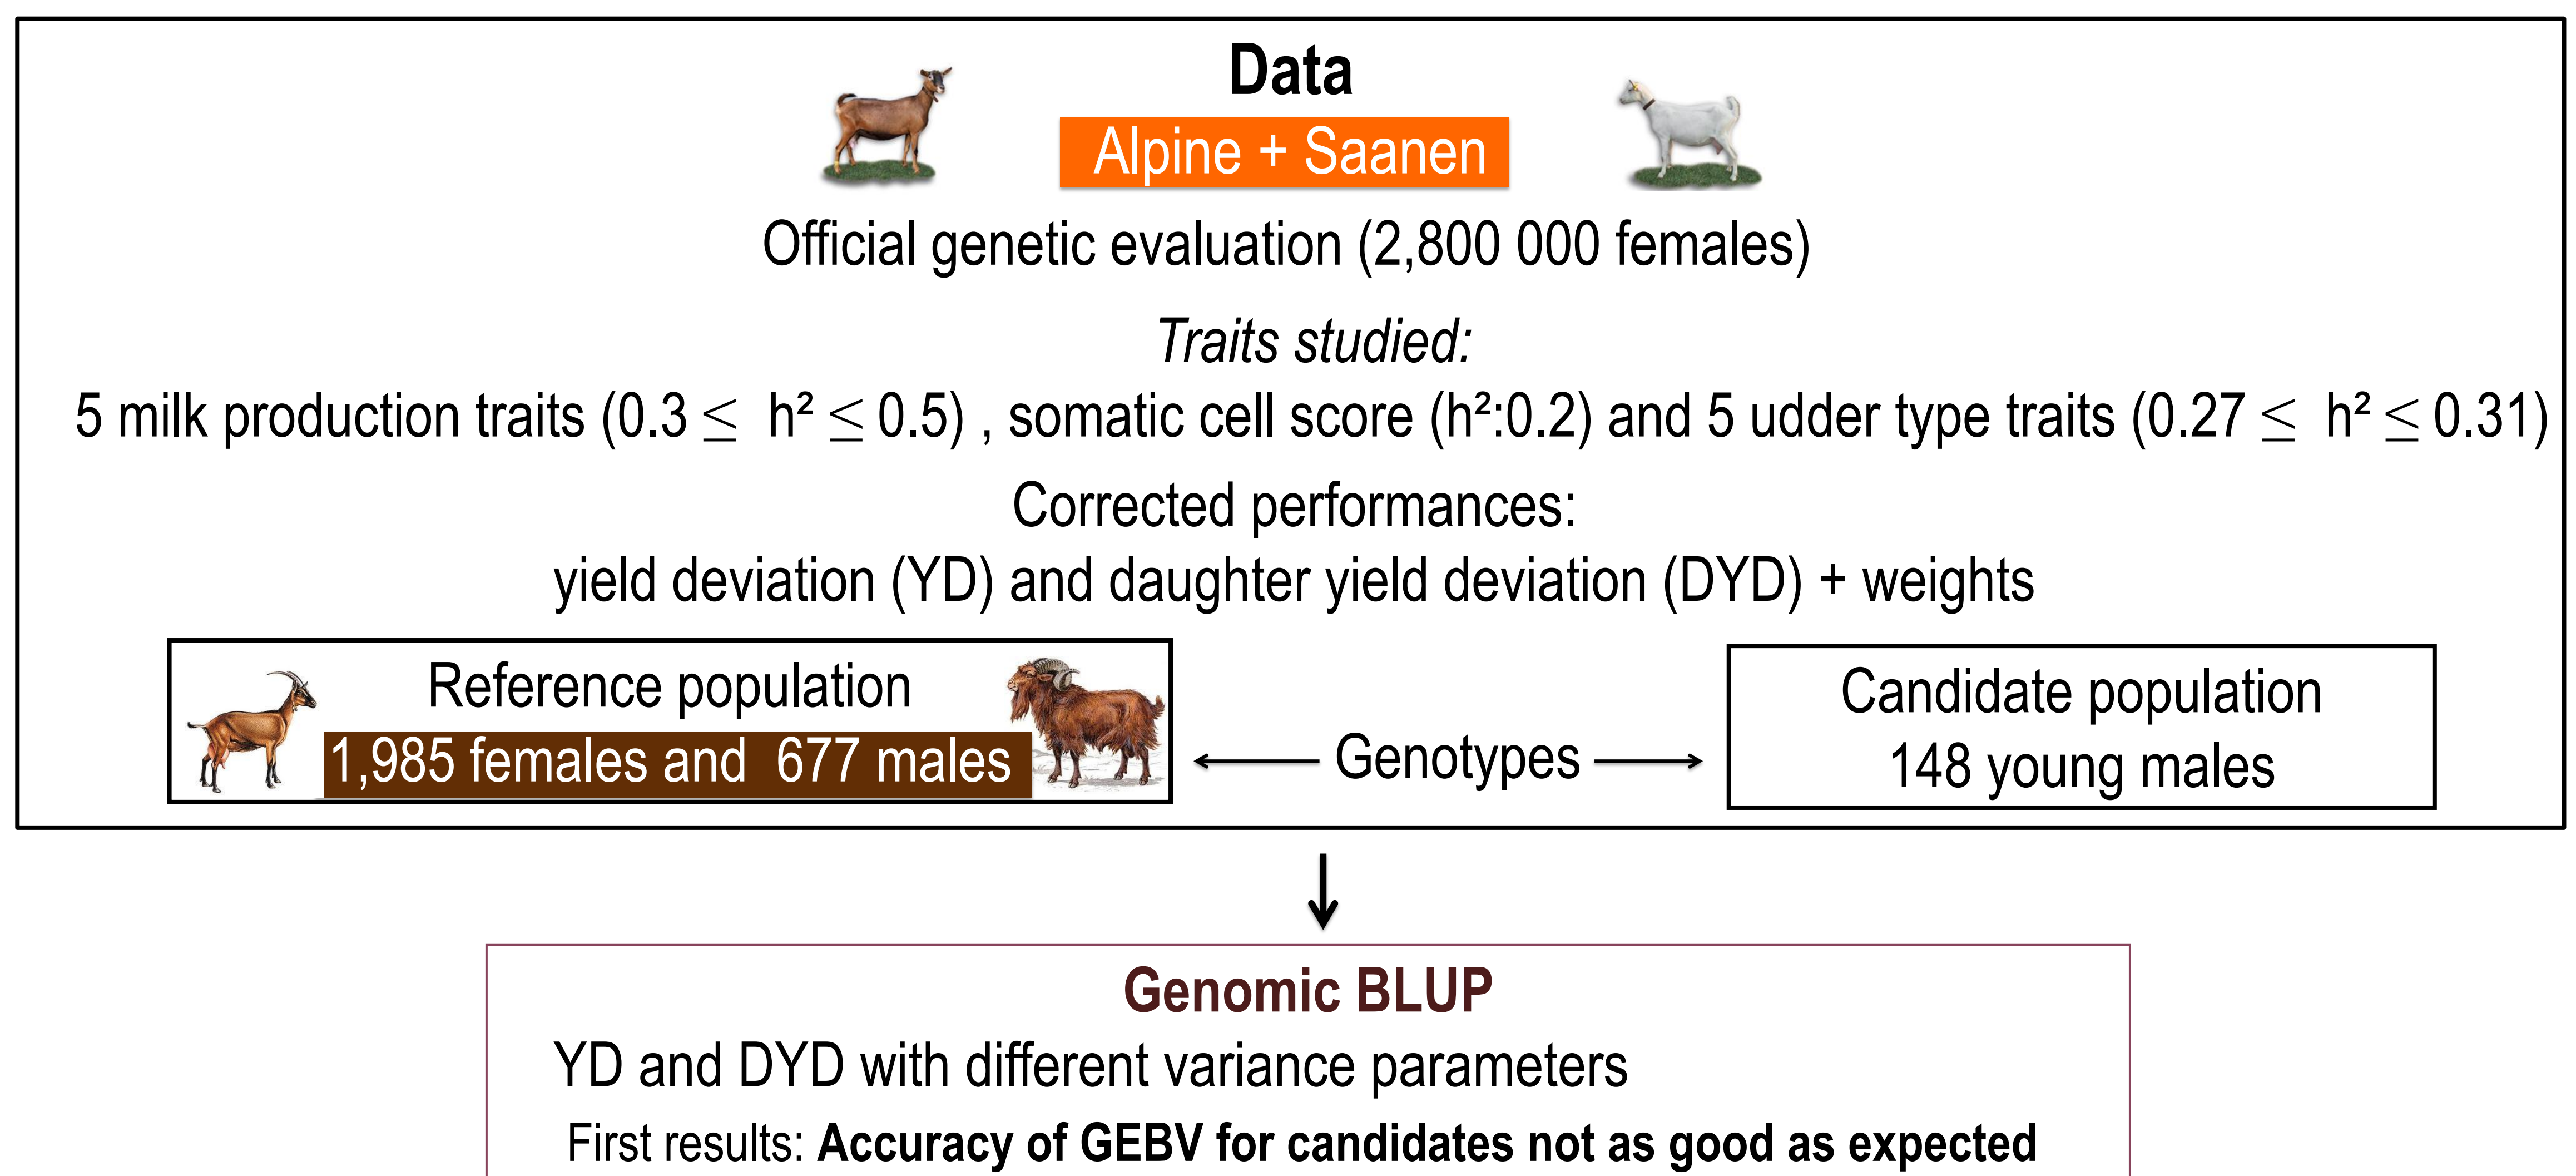 Data
Alpine + Saanen
Official genetic evaluation (2,800 000 females)
Traits studied:
5 milk production traits (0.3 ≤ h² ≤ 0.5) , somatic cell score (h²:0.2) and 5 udder type traits (0.27 ≤ h² ≤ 0.31)
Corrected performances:
yield deviation (YD) and daughter yield deviation (DYD) + weights
Reference population
1,985 females and 677 males
Genotypes
Candidate population
148 young males
Genomic BLUP
YD and DYD with different variance parameters
First results: Accuracy of GEBV for candidates not as good as expected